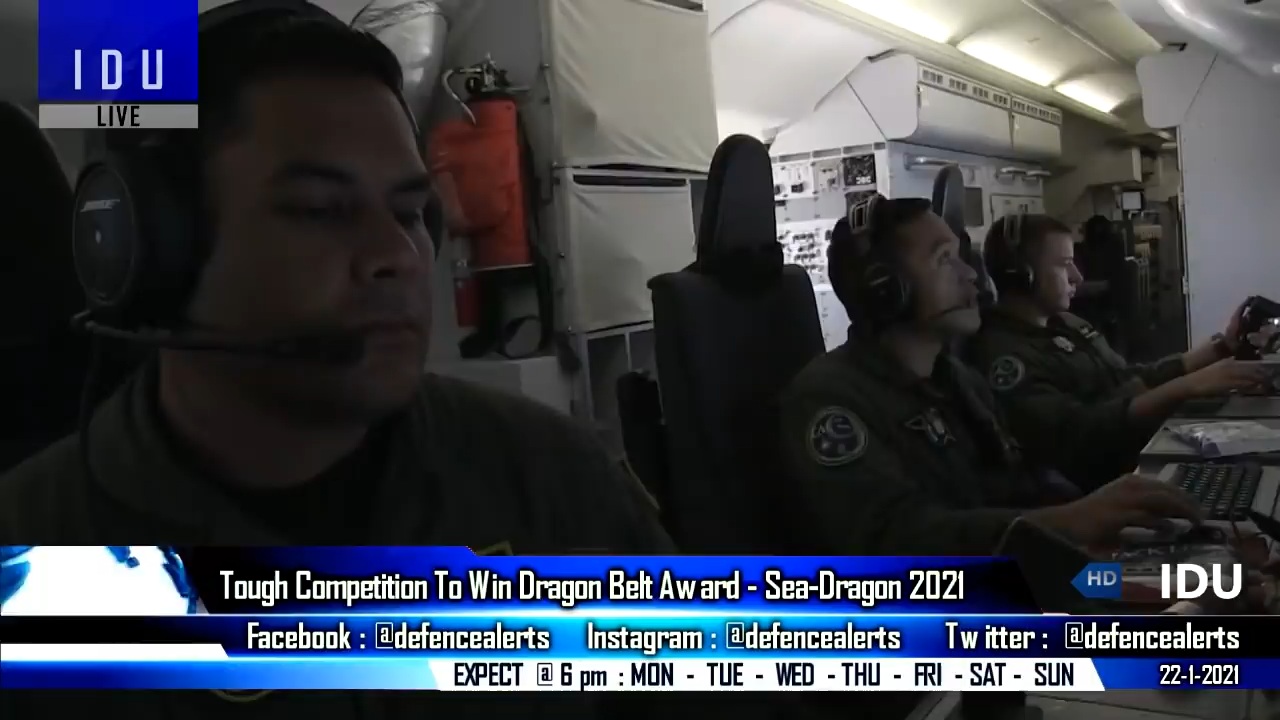 IDU
LIVE
BOSE
Tough Competition To Win Dragon Belt Award - Sea-Dragon 2021
HD IDU
Facebook : @defencealerts Instagram : @defencealerts Twitter : @defencealerts
EXPECT @ 6 pm : MON - TUE - WED - THU - FRI - SAT - SUN
22-1-2021